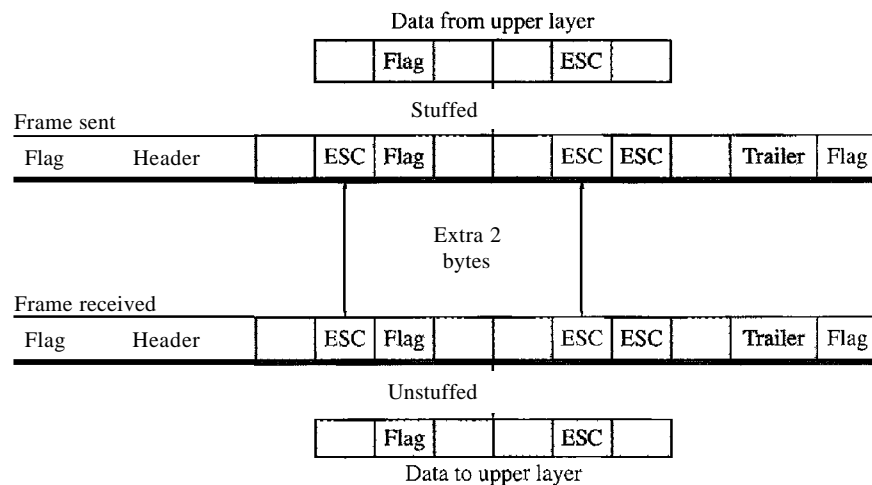 Data from upper layer
Flag ESC
Stuffed
Frame sent
Flag Header ESC Flag ESC ESC Trailer Flag
Extra 2
bytes
Frame received
Flag Header ESC Flag ESC ESC Trailer Flag
Unstuffed
Flag ESC
Data to upper layer